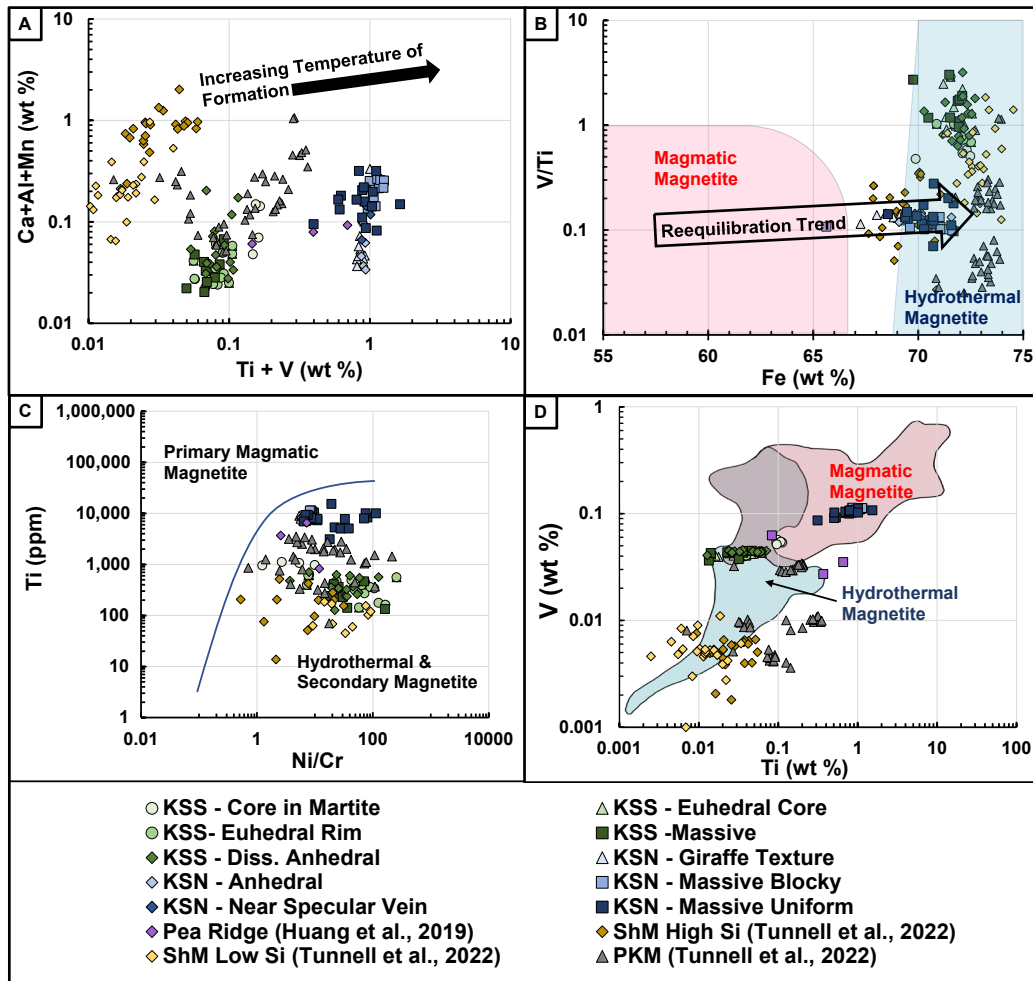 A
Increasing Temperature of
Formation
Ca+Al+Mn (wt %)
10
1
0.1
0.01
0.01
0.1
1
10
Ti + V (wt %)
B
Magmatic
Magnetite
Reequilibration Trend
Hydrothermal
Magnetite
V/Ti
10
1
0.1
0.01
55
60
65
70
75
Fe (wt %)
C
Primary Magmatic
Magnetite
Hydrothermal &
Secondary Magnetite
Ti (ppm)
1,000,000
100,000
10,000
1,000
100
10
1
0.01
1
100
10000
Ni/Cr
D
Magmatic
Magnetite
Hydrothermal
Magnetite
V (wt %)
1
0.1
0.01
0.001
0.001
0.01
0.1
1
10
100
Ti (wt %)
KSS - Core in Martite
KSS - Euhedral Core
KSS- Euhedral Rim
KSS -Massive
KSS - Diss. Anhedral
KSN - Giraffe Texture
KSN - Anhedral
KSN - Massive Blocky
KSN - Near Specular Vein
KSN - Massive Uniform
Pea Ridge (Huang et al., 2019)
ShM High Si (Tunnell et al., 2022)
ShM Low Si (Tunnell et al., 2022)
PKM (Tunnell et al., 2022)